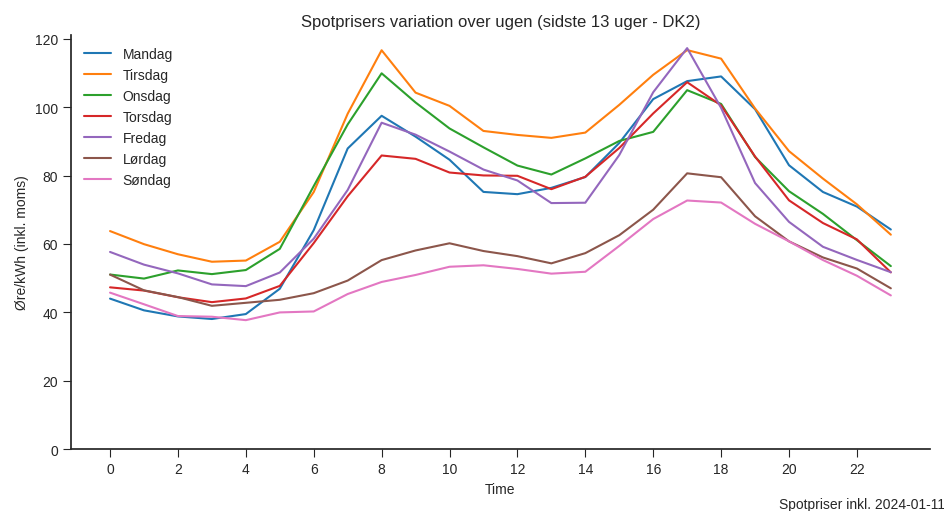 Spotprisers variation over ugen (sidste 13 uger - DK2)
Mandag
Tirsdag
Onsdag
Torsdag
Fredag
Lørdag
Søndag
Øre/kWh (inkl. moms)
120
100
80
60
40
20
0
0 2 4 6 8 10 12 14 16 18 20 22
Time
Spotpriser inkl. 2024-01-11